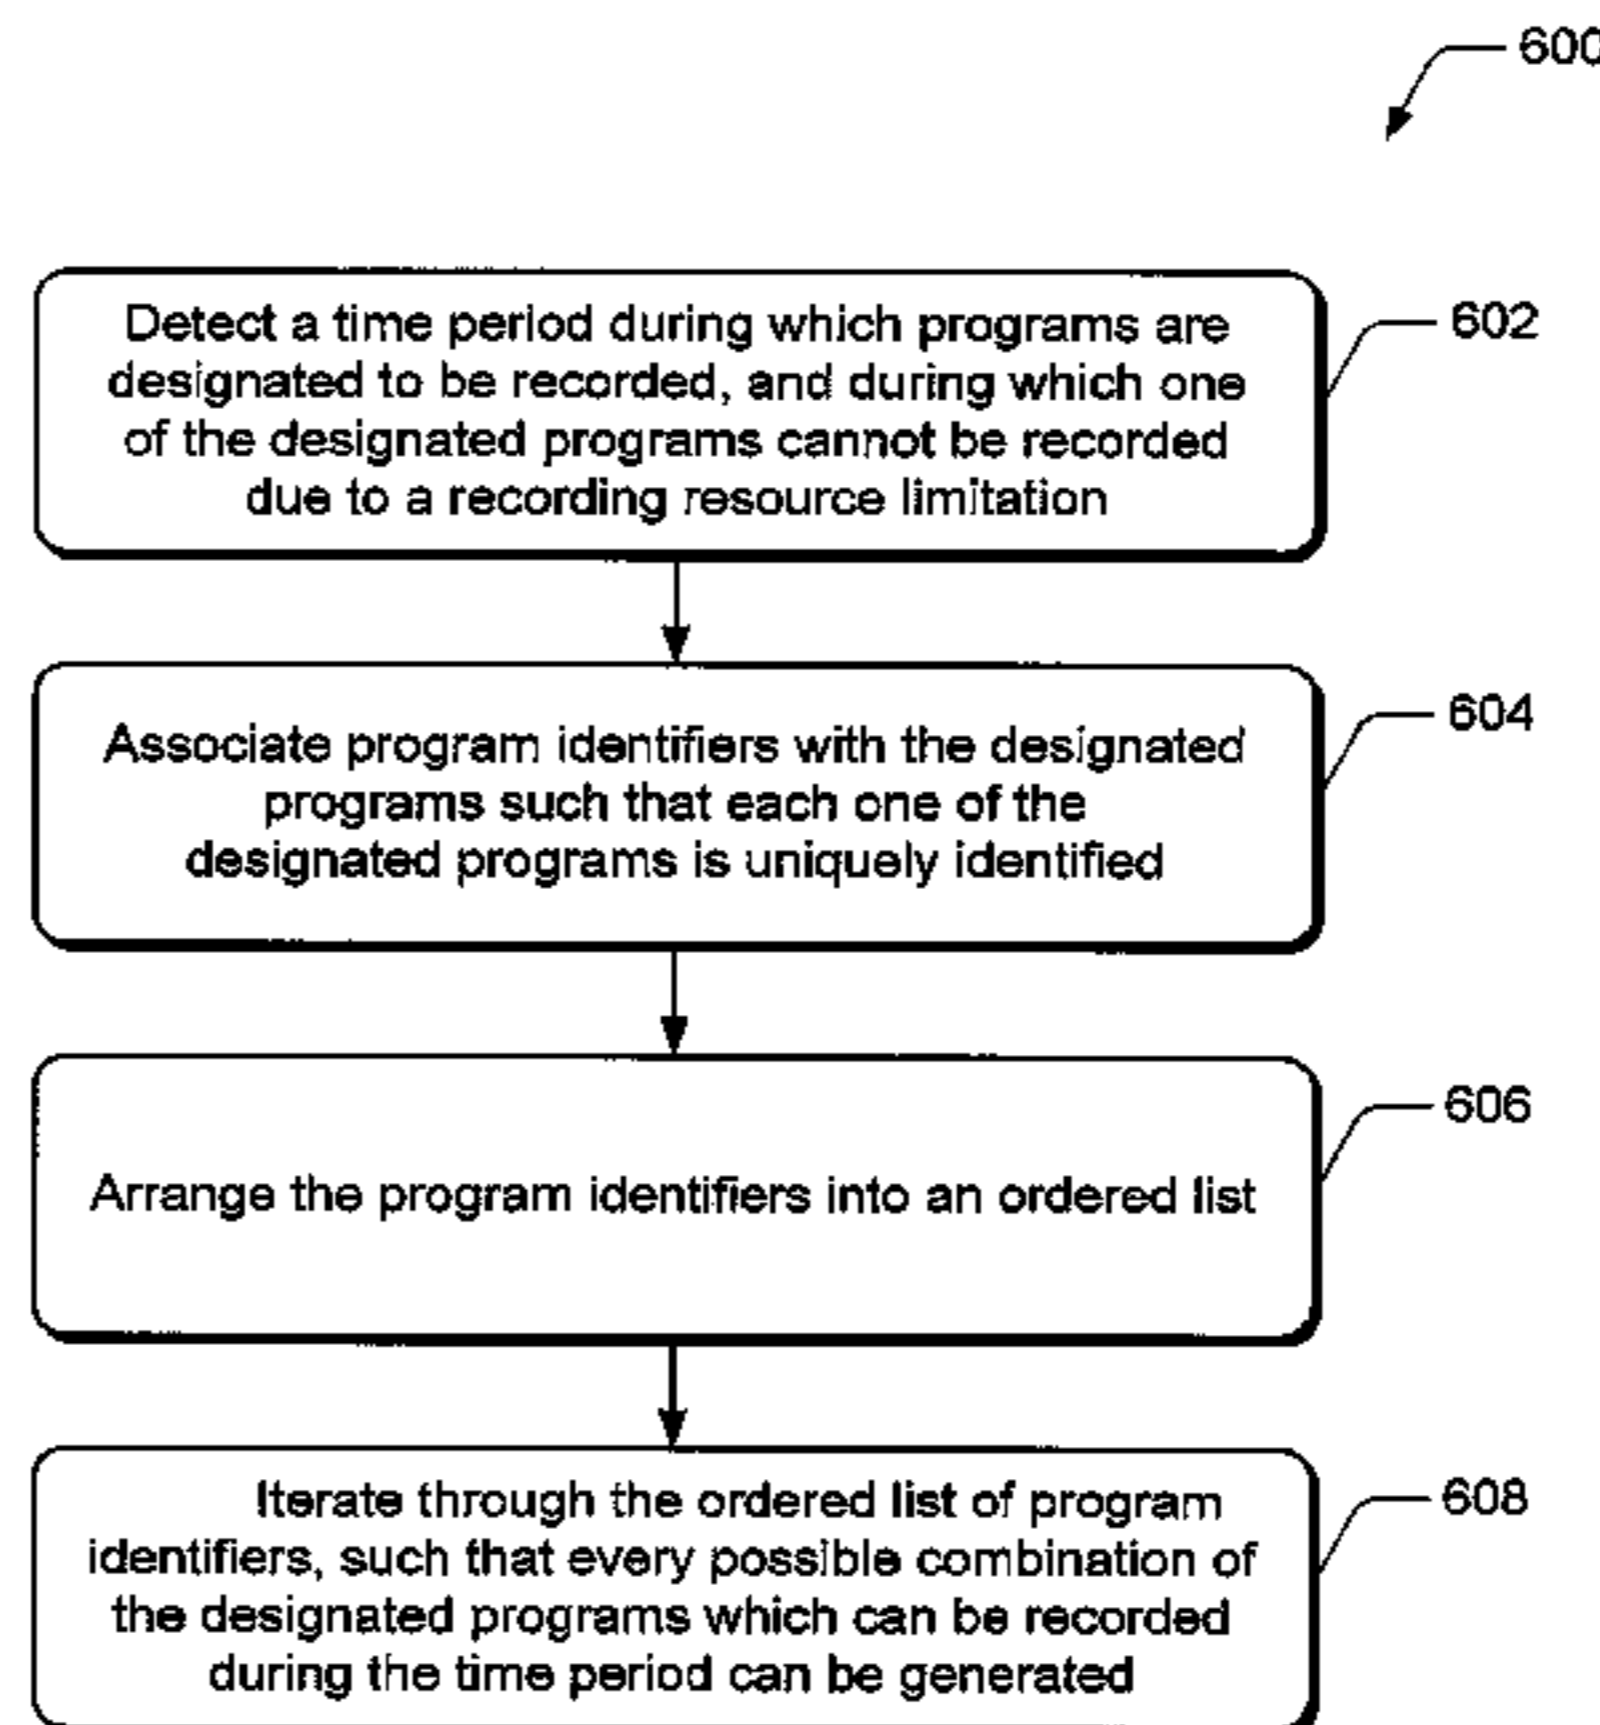 600
Detect a time period during which programs are
designated to be recorded, and during which one
of the designated programs cannot be recorded
due to a recording resource limitation
602
Associate program identifiers with the designated
programs such that each one of the
designated programs is uniquely identified
604
Arrange the program identifiers into an ordered list
606
Iterate through the ordered list of program
identifiers, such that every possible combination of
the designated programs which can be recorded
during the time period can be generated
608